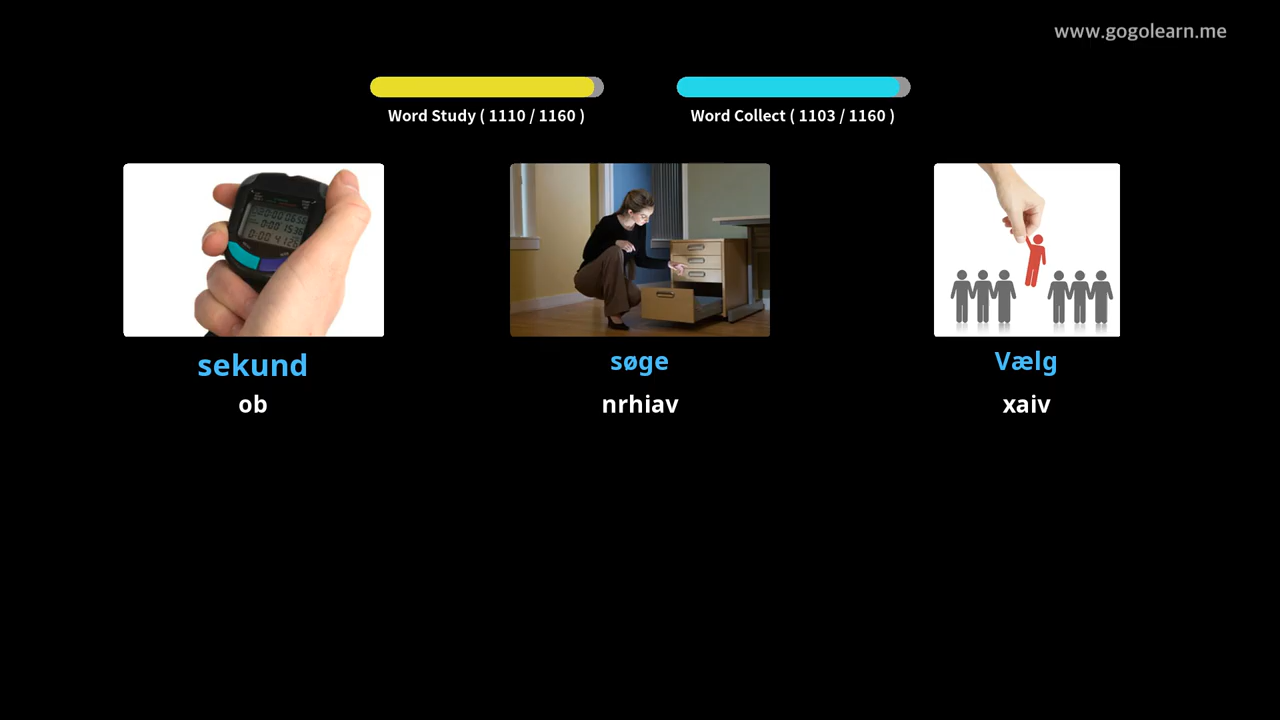 www.gogolearn.me
Word Study ( 1110 / 1160 )
Word Collect ( 1103 / 1160 )
sekund
søge
Vælg
ob
nrhiav
xaiv